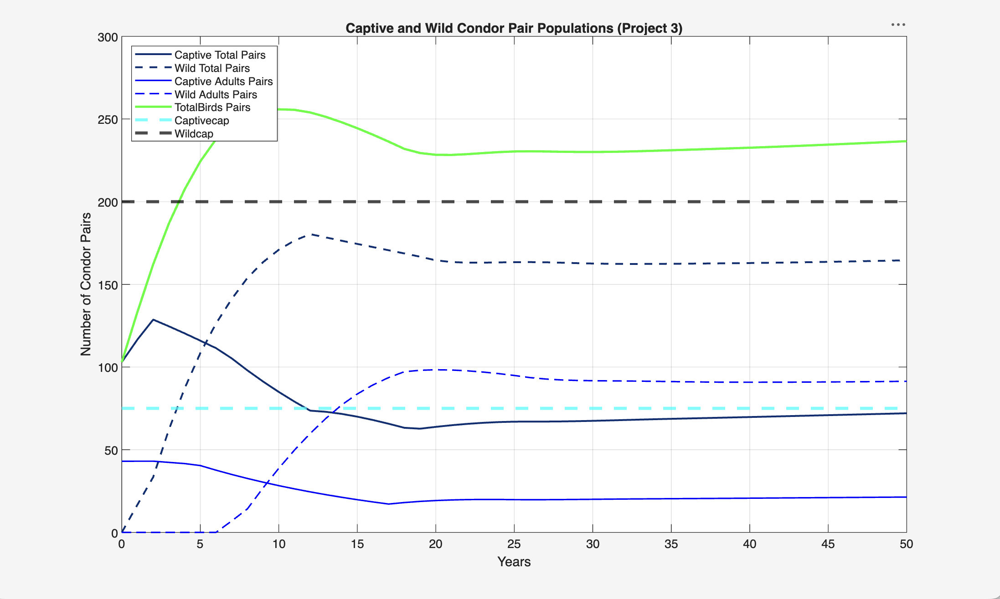 Captive and Wild Condor Pair Populations (Project 3)
300
250
200
150
100
50
0
Number of Condor Pairs
Captive Total Pairs
Wild Total Pairs
Captive Adults Pairs
Wild Adults Pairs
TotalBirds Pairs
Captivecap
Wildcap
0 5 10 15 20 25 30 35 40 45 50
Years